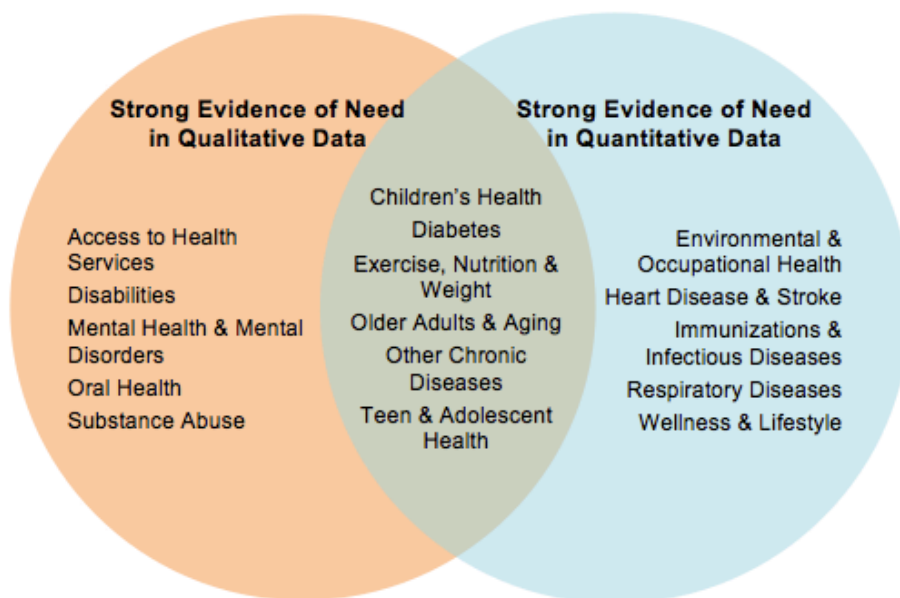 Strong Evidence of Need
in Qualitative Data
Strong Evidence of Need
in Quantitative Data
Access to Health
Services
Disabilities
Mental Health & Mental
Disorders
Oral Health
Substance Abuse
Children's Health
Diabetes
Exercise, Nutrition &
Weight
Older Adults & Aging
Other Chronic
Diseases
Teen & Adolescent
Health
Environmental &
Occupational Health
Heart Disease & Stroke
Immunizations &
Infectious Diseases
Respiratory Diseases
Wellness & Lifestyle